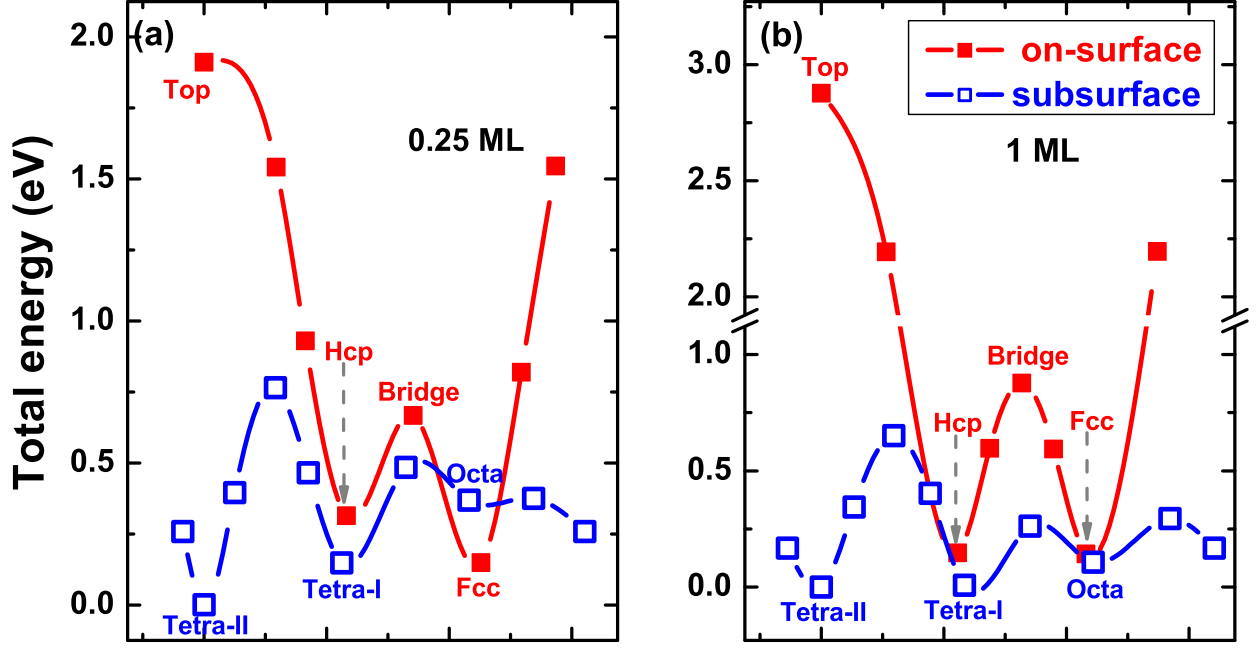 Total energy (eV)
(a)
2.0
1.5
1.0
0.5
0.0
Top
0.25 ML
Hcp
Bridge
Octa
Tetra-I
Fcc
Tetra-II
(b)
on-surface
subsurface
1 ML
3.0
2.5
2.0
1.0
0.5
0.0
Top
Bridge
Hcp
Fcc
Octa
Tetra-II
Tetra-I